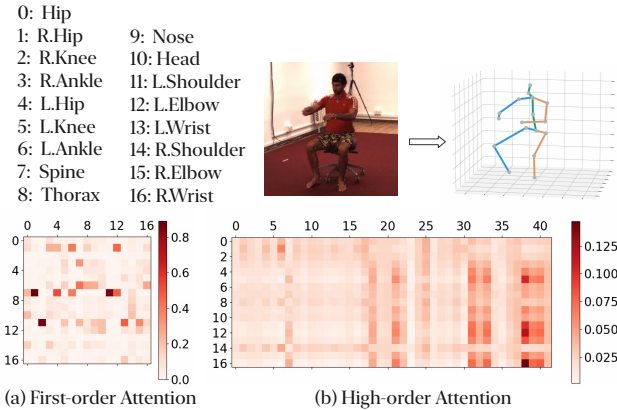 0: Hip
1: R.Hip
2: R.Knee
3: R.Ankle
4: L.Hip
5: L.Knee
6: L.Ankle
7: Spine
8: Thorax
9: Nose
10: Head
11: L.Shoulder
12: L.Elbow
13: L.Wrist
14: R.Shoulder
15: R.Elbow
16: R.Wrist
0 4 8 12 16
0
4
8
12
16
0.8
0.6
0.4
0.2
0.0
(a) First-order Attention
0 5 10 15 20 25 30 35 40
0
2
4
6
8
10
12
14
16
0.125
0.100
0.075
0.050
0.025
(b) High-order Attention